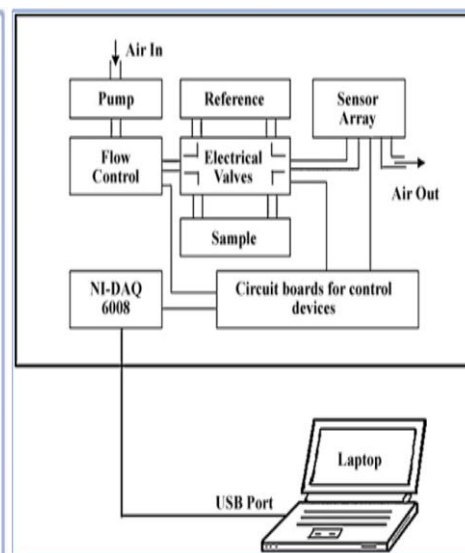 Air In
Pump
Reference
Sensor
Array
Flow
Control
Electrical
Valves
Air Out
Sample
NI-DAQ
6008
Circuit boards for control
devices
Laptop
USB Port